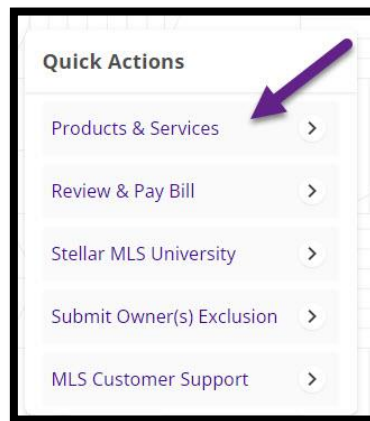 Quick Actions
Products & Services
Review & Pay Bill
Stellar MLS University
Submit Owner(s) Exclusion
MLS Customer Support